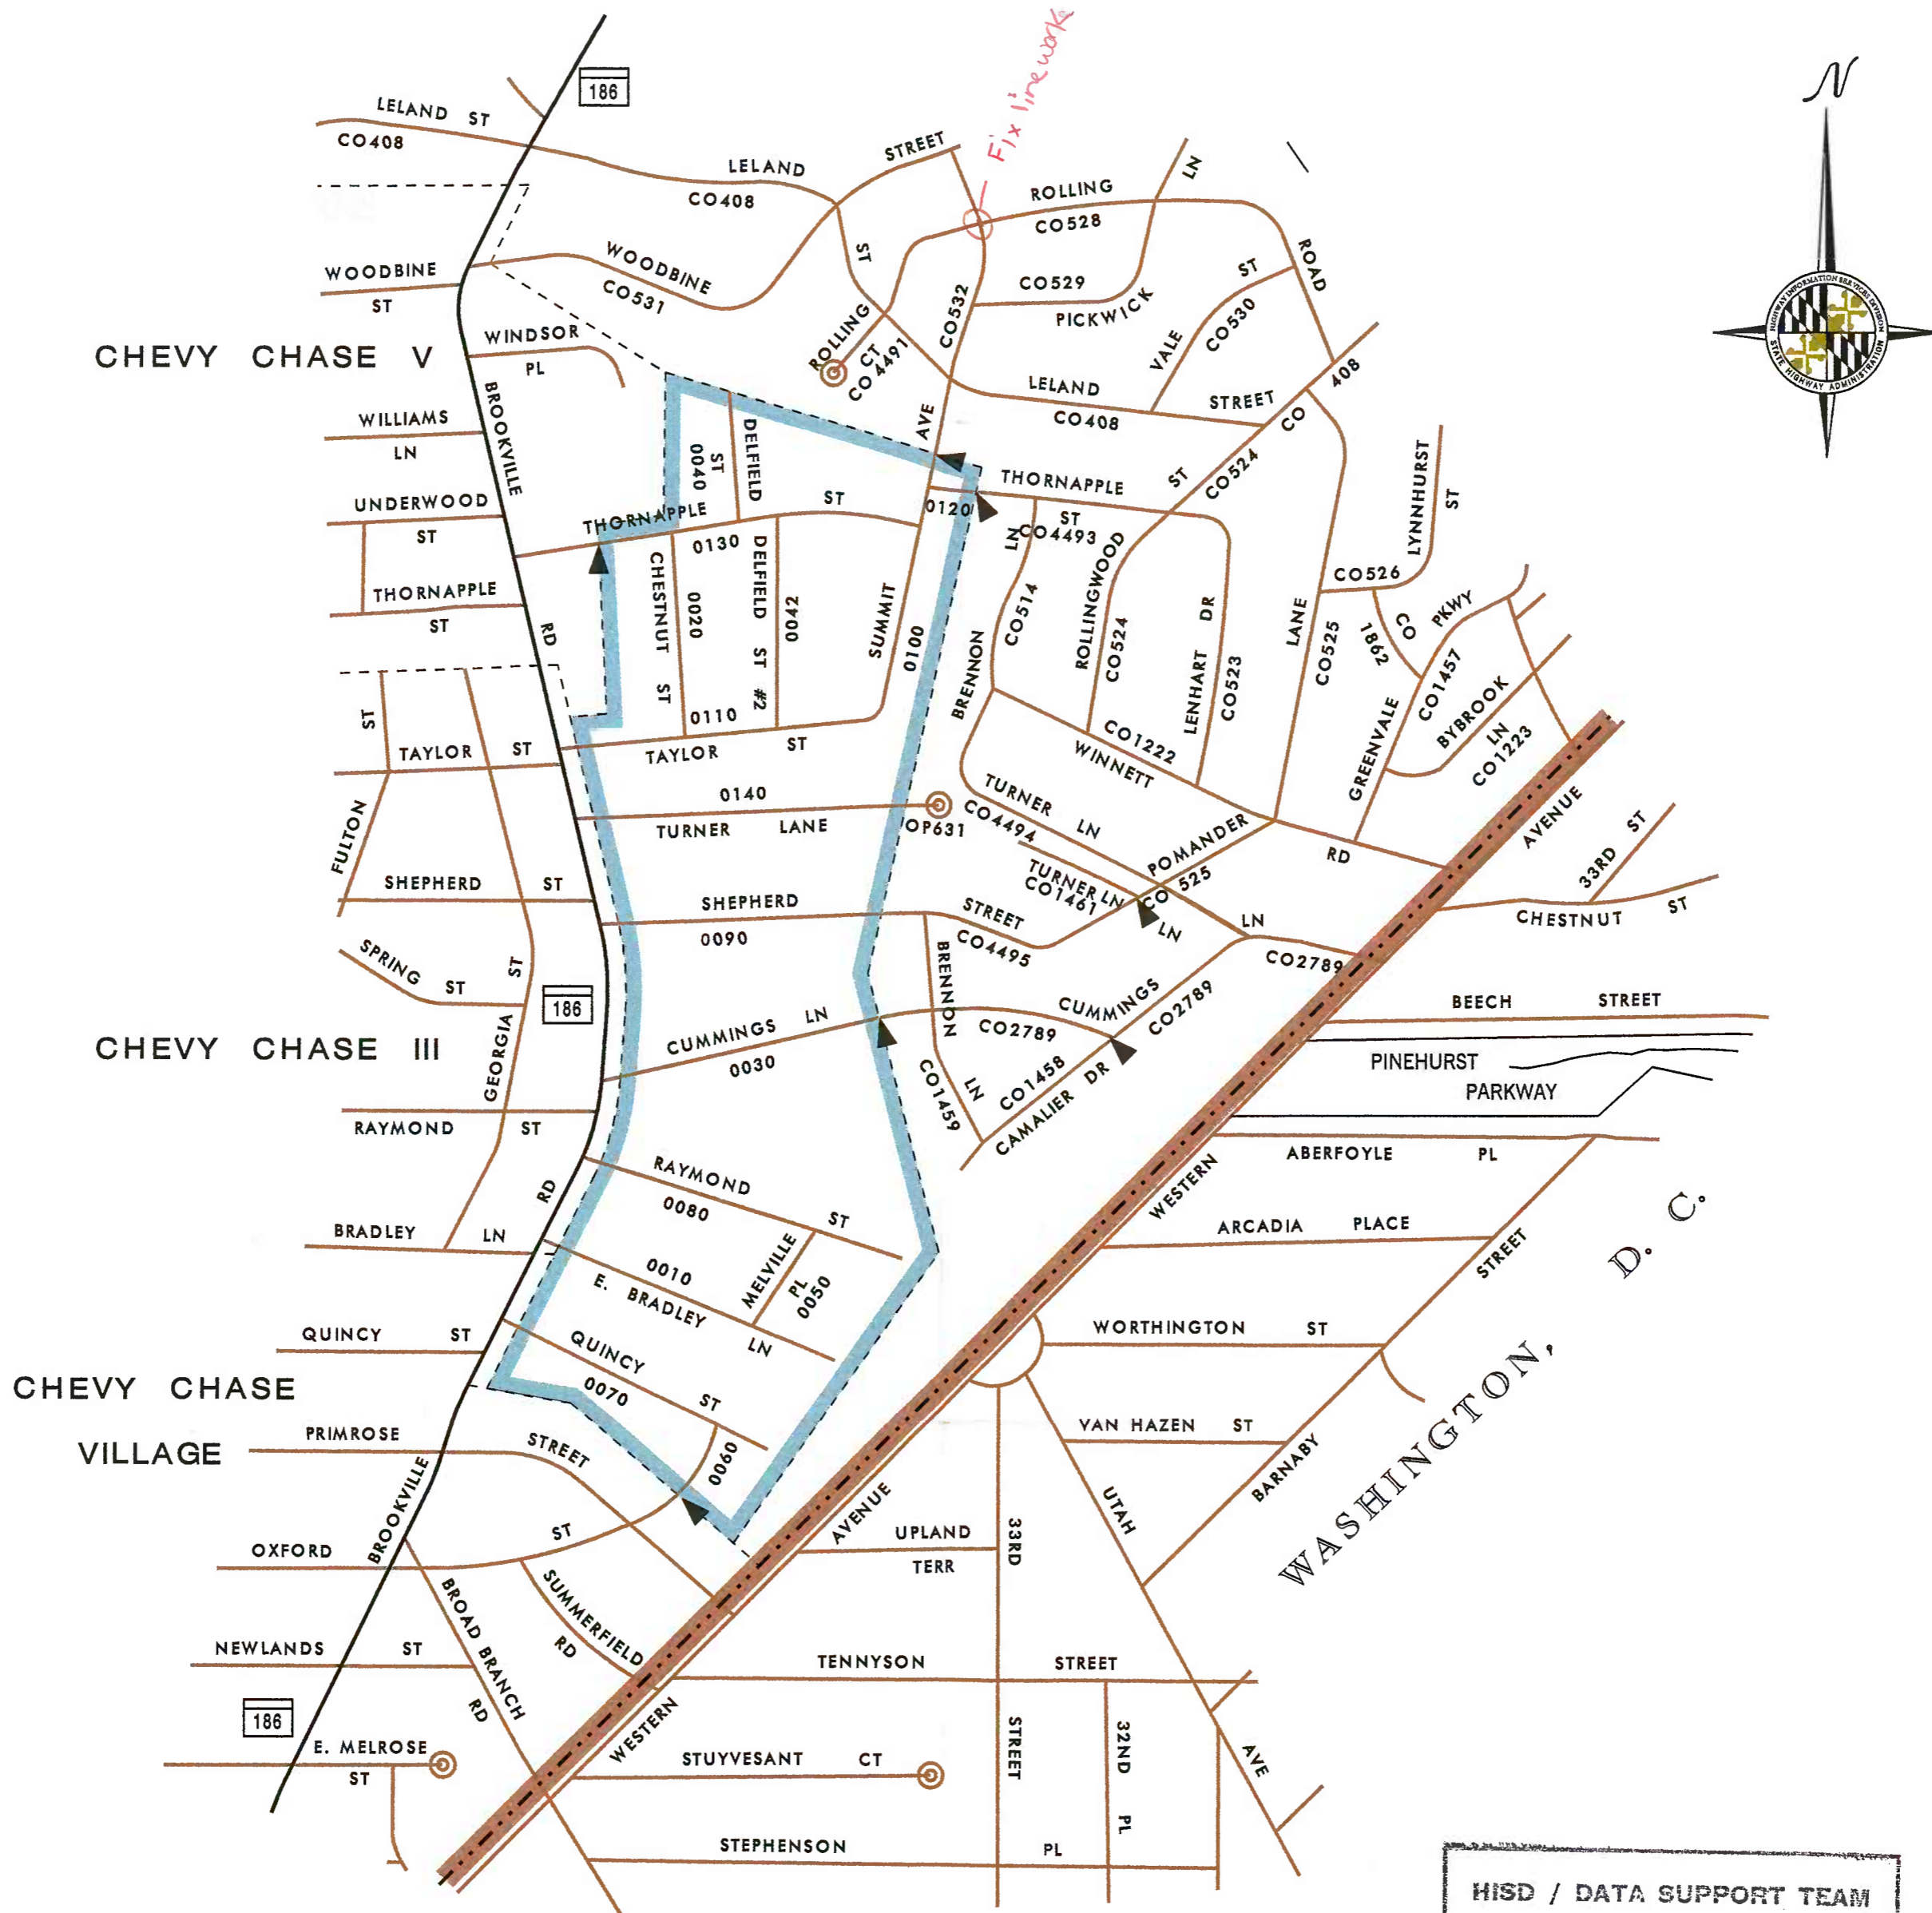 Fix linework
N
HIGHWAY INFORMATION SERVICES DIVISION
STATE HIGHWAY ADMINISTRATION
186
LELAND ST
CO408
LELAND STREET
CO408
ST
ROLLING ROAD
CO528
LN
WOODBINE
ST
WOODBINE
CO531
CO529
PICKWICK
VALE ST
CO530
CO532
ROLLING
CT
CO 4491
WINDSOR
PL
CHEVY CHASE V
BROOKVILLE RD
WILLIAMS
LN
LELAND STREET
CO408
CO 408
AVE
DELFIELD
ST
0040
THORNAPPLE ST
0130
THORNAPPLE
ST
0120
CO4493
ST
CO524
LYNNHURST
ST
UNDERWOOD
ST
THORNAPPLE
ST
CHESTNUT ST
0020
DELFIELD ST #2
0042
SUMMIT
0100
LN
CO514
BRENNON
ROLLINGWOOD
CO524
LENHART DR
CO523
LANE
CO525
CO526
CO
1862
PKWY
CO1457
GREENVALE
BYBROOK
LN
CO1223
ST
TAYLOR ST
0110
TAYLOR ST
CO1222
WINNETT
RD
FULTON
0140
TURNER LANE
OP631
TURNER LN
CO4494
TURNER LN
CO1461
POMANDER
CO 525
LN
AVENUE
33RD ST
CHESTNUT ST
SHEPHERD ST
SHEPHERD
0090
STREET
CO4495
LN
CO2789
SPRING ST
ST
186
GEORGIA
CHEVY CHASE III
CUMMINGS LN
0030
BRENNON
LN
CO1459
CO2789
CUMMINGS
CO2789
CO1458
CAMALIER DR
BEECH STREET
PINEHURST
PARKWAY
RAYMOND ST
RD
RAYMOND ST
0080
ABERFOYLE PL
WESTERN
ARCADIA PLACE
STREET
BRADLEY LN
0010
E. BRADLEY LN
MELVILLE
PL
0050
WASHINGTON, D. C.
QUINCY ST
QUINCY ST
0070
WORTHINGTON ST
CHEVY CHASE
VILLAGE
PRIMROSE
STREET
0060
VAN HAZEN ST
BARNABY
BROOKVILLE
OXFORD
ST
AVENUE
UPLAND
TERR
33RD
UTAH
SUMMERFIELD
RD
BROAD BRANCH
RD
NEWLANDS ST
TENNYSON STREET
186
E. MELROSE
ST
WESTERN
STUYVESANT CT
STREET
32ND PL
AVE
STEPHENSON PL
HISD / DATA SUPPORT TEAM